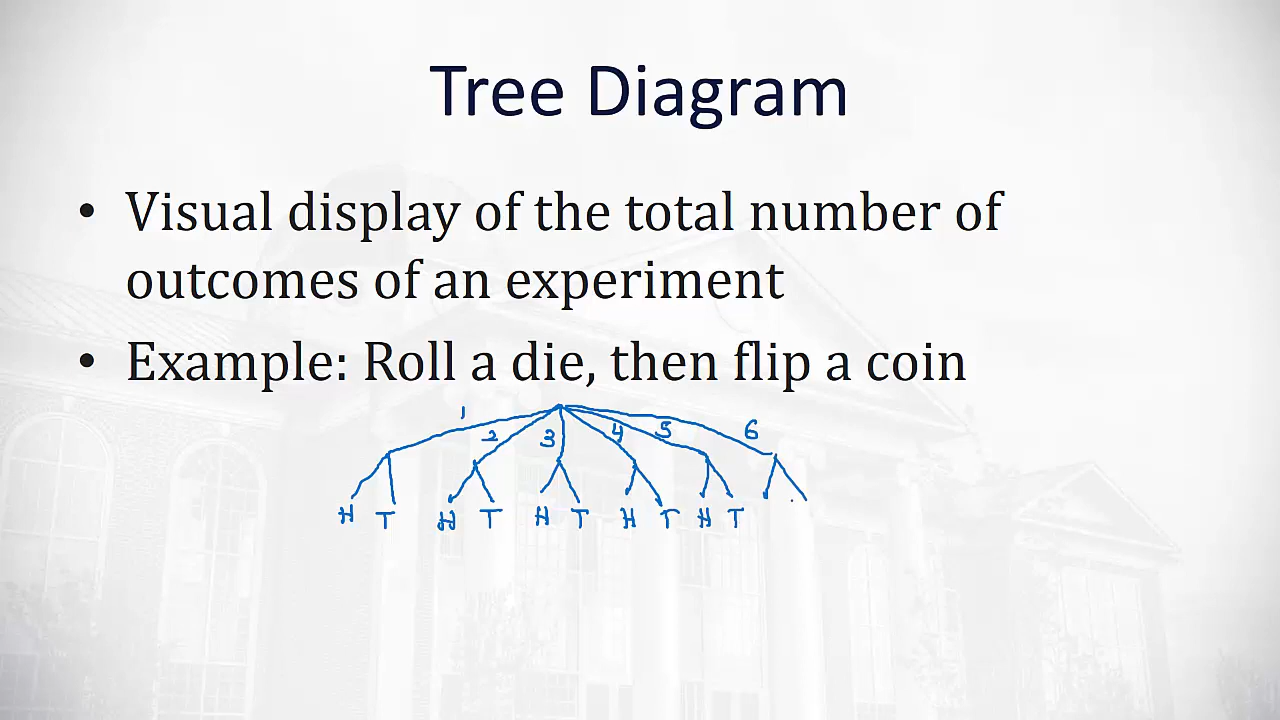 Tree Diagram
• Visual display of the total number of
outcomes of an experiment
• Example: Roll a die, then flip a coin
1 2 3 4 5 6
H T H T H T H T H T